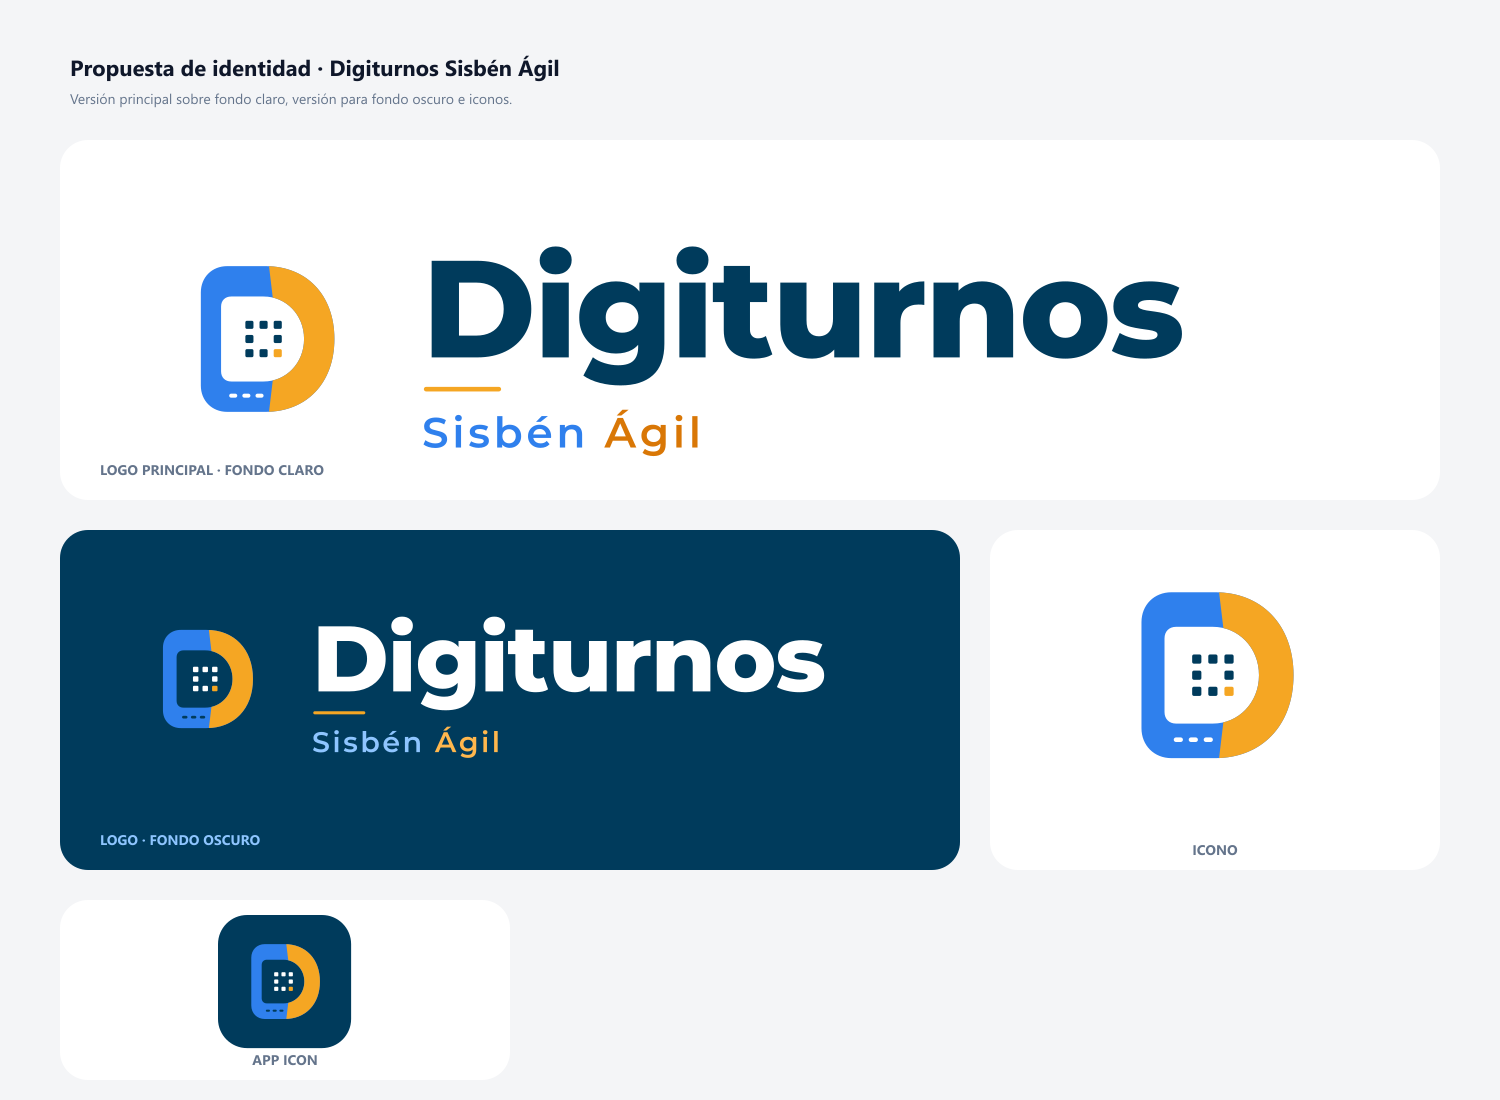 Propuesta de identidad · Digiturnos Sisbén Ágil
Versión principal sobre fondo claro, versión para fondo oscuro e iconos.
Digiturnos
Sisbén Ágil
LOGO PRINCIPAL · FONDO CLARO
Digiturnos
Sisbén Ágil
LOGO · FONDO OSCURO
ICONO
APP ICON